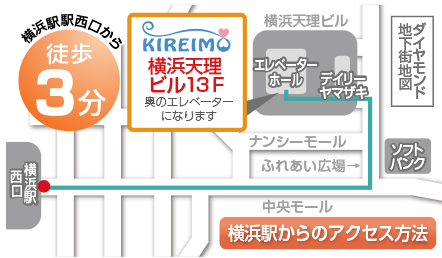 横浜駅駅西口から
徒歩
3分
KIREIMO
横浜天理
ビル13F
奥のエレベーター
になります
横浜天理ビル
エレベーター
ホール
デイリー
ヤマザキ
ダイヤモンド
地下街地図
ナンシーモール
ふれあい広場→
ソフト
バンク
横浜駅
西口
中央モール
横浜駅からのアクセス方法